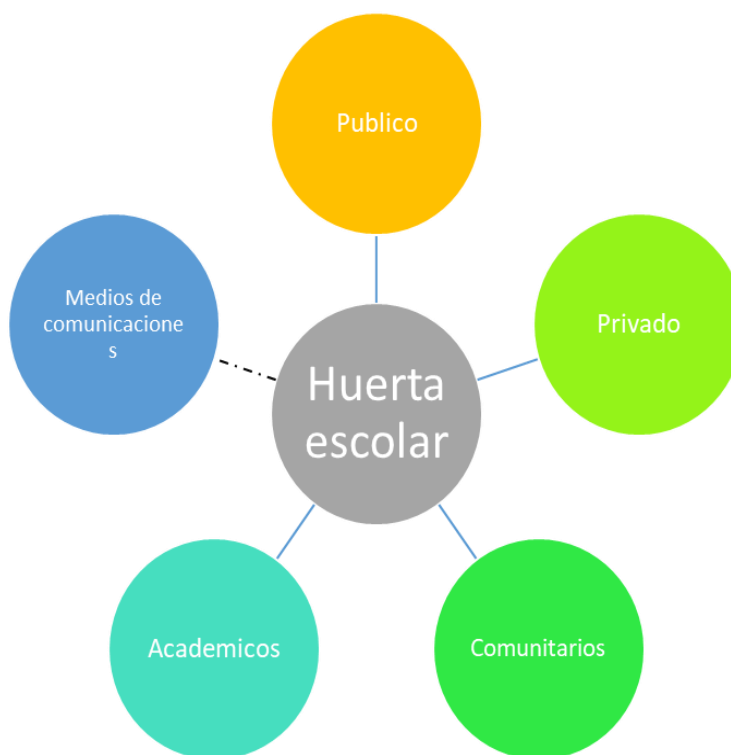 Publico
Medios de
comunicacione
s
Privado
Huerta
escolar
Academicos
Comunitarios